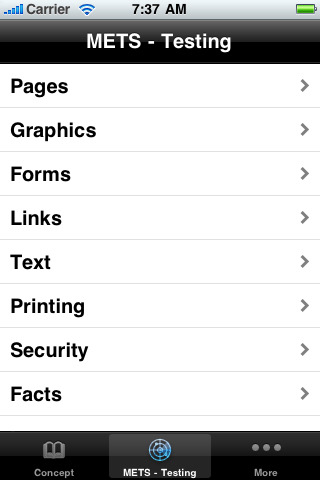 Carrier 7:37 AM
METS - Testing
Pages
Graphics
Forms
Links
Text
Printing
Security
Facts
Concept METS - Testing More